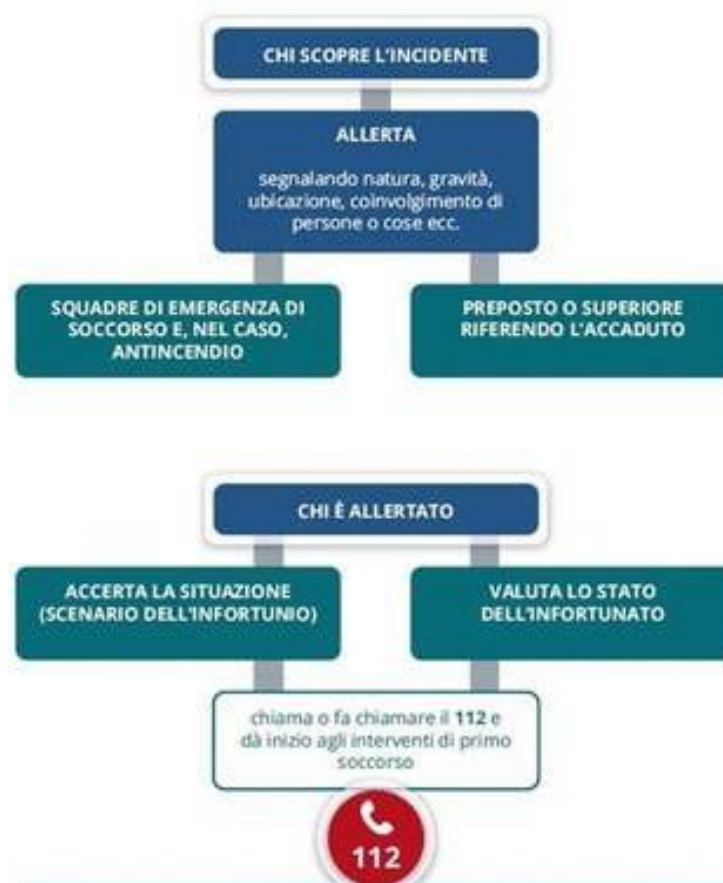 CHI SCOPRE L'INCIDENTE
ALLERTA
segnalando natura, gravità,
ubicazione, coinvolgimento di
persone o cose ecc.
SQUADRE DI EMERGENZA DI
SOCCORSO E, NEL CASO,
ANTINCENDIO
PREPOSTO O SUPERIORE
RIFERENDO L'ACCADUTO
CHI È ALLERTATO
ACCERTA LA SITUAZIONE
(SCENARIO DELL'INFORTUNIO)
VALUTA LO STATO
DELL'INFORTUNATO
chiama o fa chiamare il 112 e
dà inizio agli interventi di primo
soccorso
112